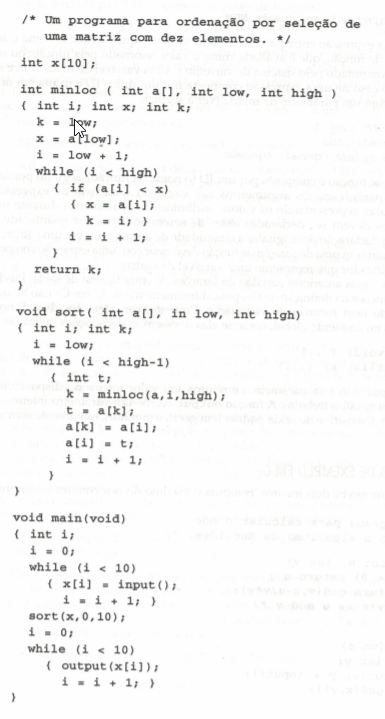 /* Um programa para ordenação por seleção de
uma matriz com dez elementos. */
int x[10];
int minloc ( int a[], int low, int high )
{ int i; int x; int k;
k = low;
x = a[low];
i = low + 1;
while (i < high)
{ if (a[i] < x)
{ x = a[i];
k = i; }
i = i + 1;
}
return k;
}
void sort( int a[], in low, int high)
{ int i; int k;
i = low;
while (i < high-1)
{ int t;
k = minloc(a,i,high);
t = a[k];
a[k] = a[i];
a[i] = t;
i = i + 1;
}
}
void main(void)
{ int i;
i = 0;
while (i < 10)
{ x[i] = input();
i = i + 1; }
sort(x,0,10);
i = 0;
while (i < 10)
{ output(x[i]);
i = i + 1; }
}